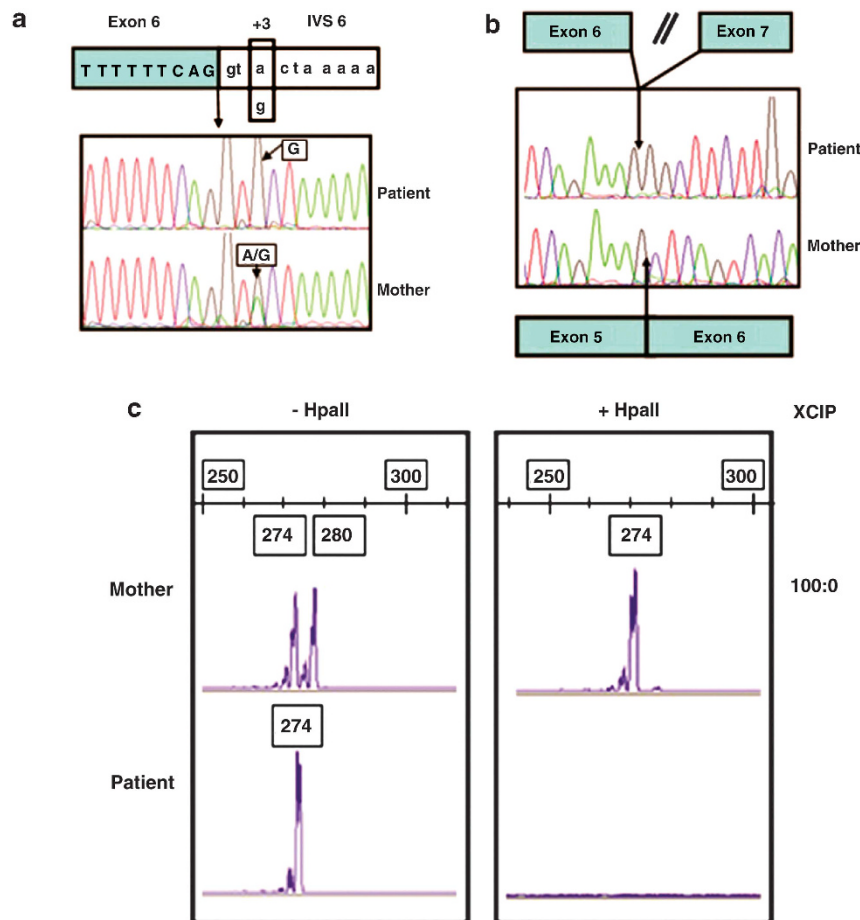 a
Exon 6 +3 IVS 6
T T T T T T C A G gt a c t a a a a a
g
G
Patient
A/G
Mother
b
Exon 6 // Exon 7
Patient
Mother
Exon 5 Exon 6
c
- HpaII + HpaII XCIP
250 300 250 300
274 280 274
Mother 100:0
274
Patient